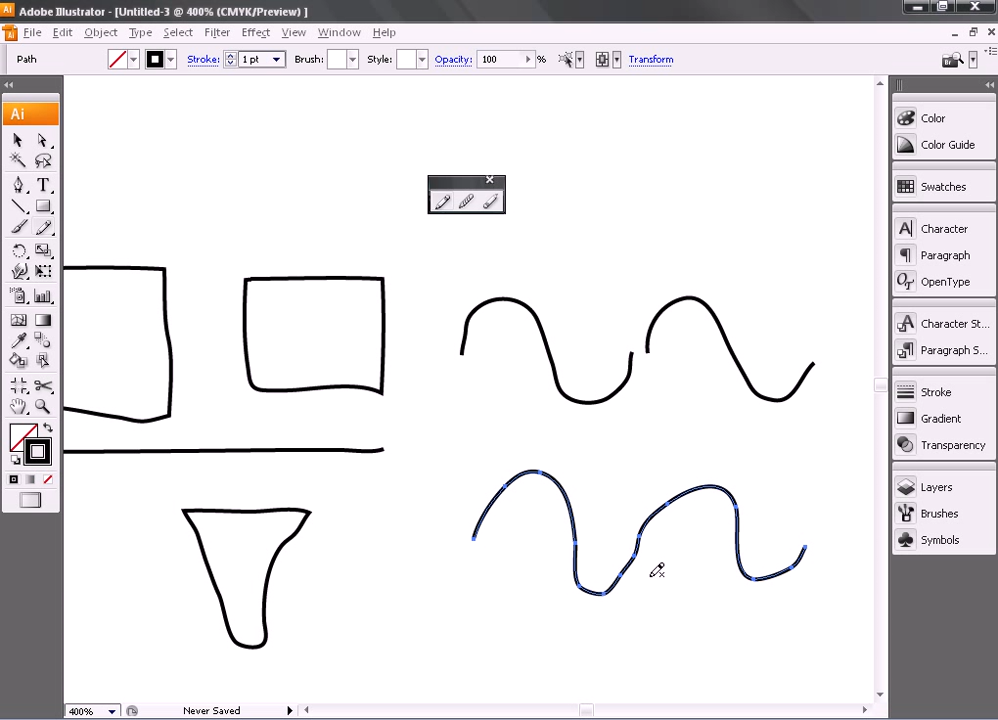 Ai Adobe Illustrator - [Untitled-3 @ 400% (CMYK/Preview) ]
File Edit Object Type Select Filter Effect View Window Help
Path Stroke: 1 pt Brush: Style: Opacity: 100 % Transform
Ai
T
Color
Color Guide
Swatches
Character
Paragraph
OpenType
Character St...
Paragraph S...
Stroke
Gradient
Transparency
Layers
Brushes
Symbols
400% Never Saved